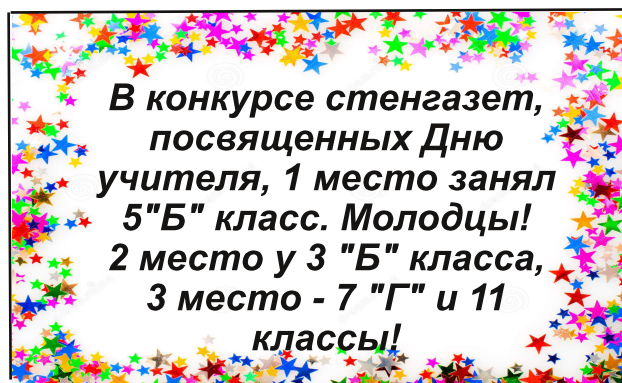 В конкурсе стенгазет,
посвященных Дню
учителя, 1 место занял
5"Б" класс. Молодцы!
2 место у 3 "Б" класса,
3 место - 7 "Г" и 11
классы!